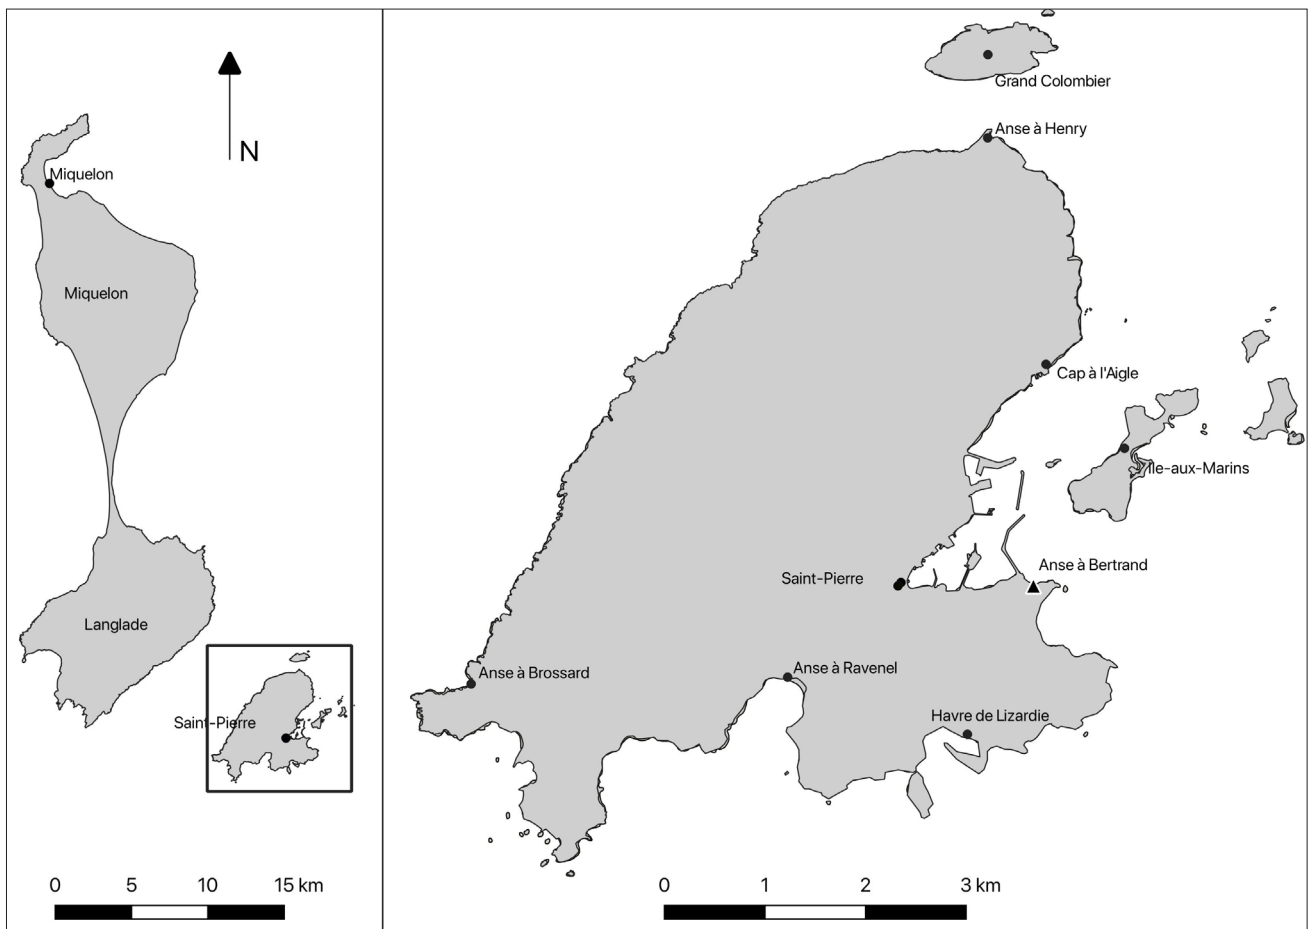 N
Miquelon
Miquelon
Langlade
Saint-Pierre
0 5 10 15 km
Grand Colombier
Anse à Henry
Cap à l'Aigle
Île-aux-Marins
Anse à Bertrand
Saint-Pierre
Anse à Ravenel
Anse à Brossard
Havre de Lizardie
0 1 2 3 km